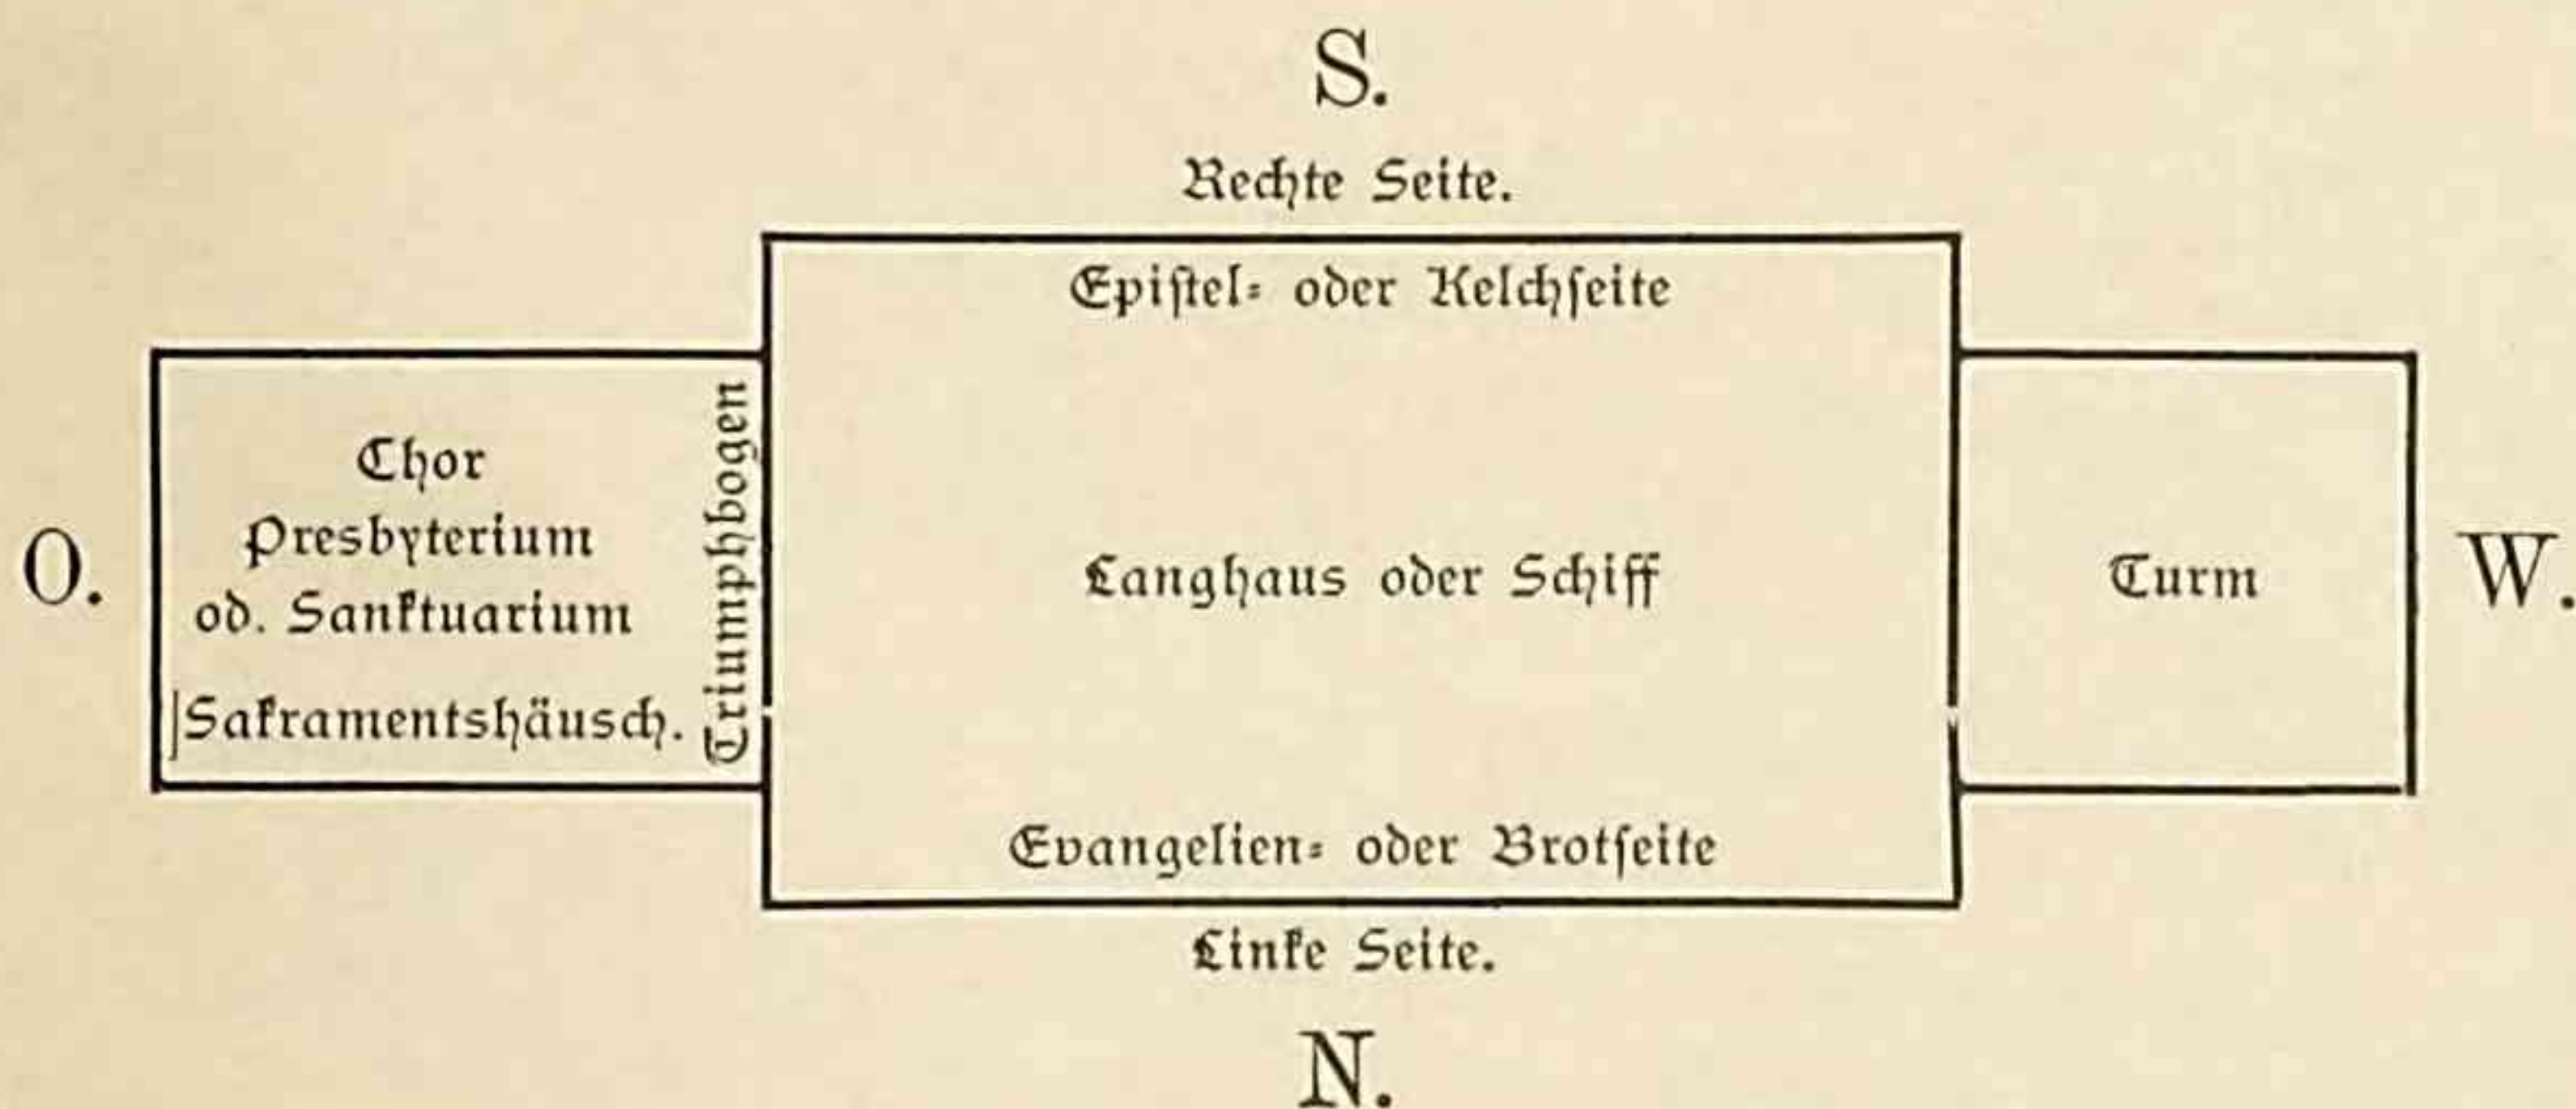 S.
Rechte Seite.
Epiſtel⸗ oder Kelchſeite
Chor
Presbyterium
od. Sanktuarium
Sakramentshäusch.
Triumphbogen
Langhaus oder Schiff
Turm
O.
W.
Evangelien⸗ oder Brotſeite
Linke Seite.
N.